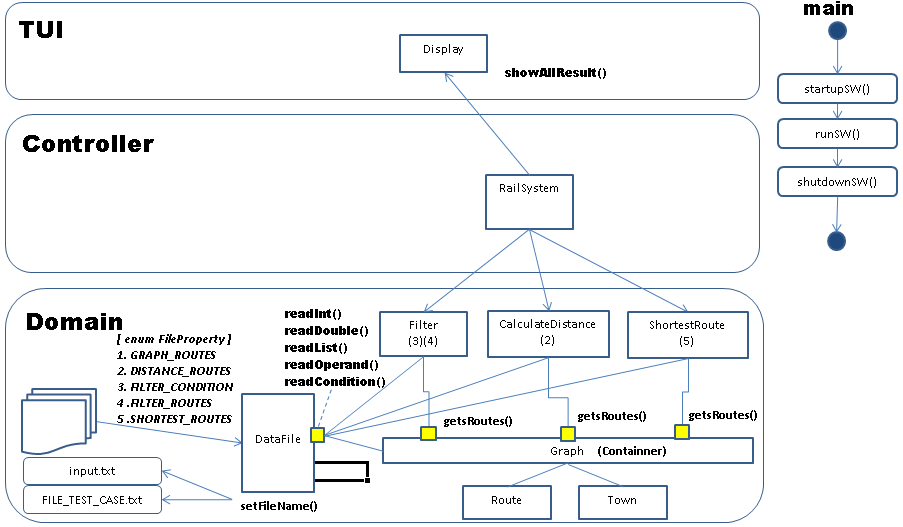 TUI
main
Display
showAllResult()
startupSW()
Controller
runSW()
shutdownSW()
RailSystem
Domain
[ enum FileProperty ]
1. GRAPH_ROUTES
2. DISTANCE_ROUTES
3. FILTER_CONDITION
4 .FILTER_ROUTES
5 .SHORTEST_ROUTES
readInt()
readDouble()
readList()
readOperand()
readCondition()
Filter
(3)(4)
CalculateDistance
(2)
ShortestRoute
(5)
getsRoutes()
getsRoutes()
getsRoutes()
DataFile
Graph (Containner)
input.txt
FILE_TEST_CASE.txt
setFileName()
Route
Town